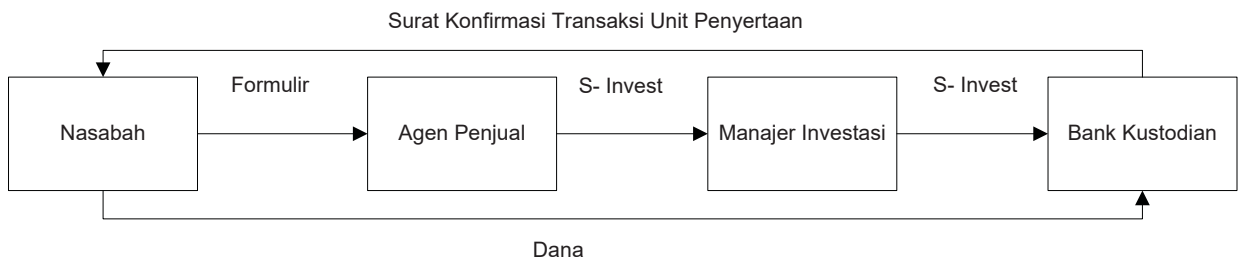 Surat Konfirmasi Transaksi Unit Penyertaan
Formulir
S- Invest
S- Invest
Nasabah
Agen Penjual
Manajer Investasi
Bank Kustodian
Dana